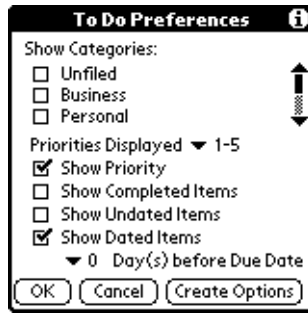 To Do Preferences
Show Categories:
Unfiled
Business
Personal
Priorities Displayed 1-5
Show Priority
Show Completed Items
Show Undated Items
Show Dated Items
0 Day(s) before Due Date
OK Cancel Create Options